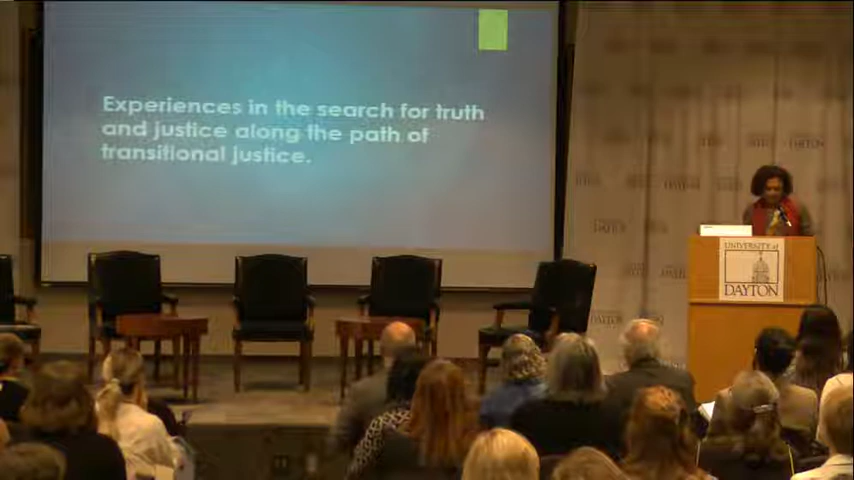 Experiences in the search for truth
and justice along the path of
transitional justice.
UNIVERSITY of
DAYTON